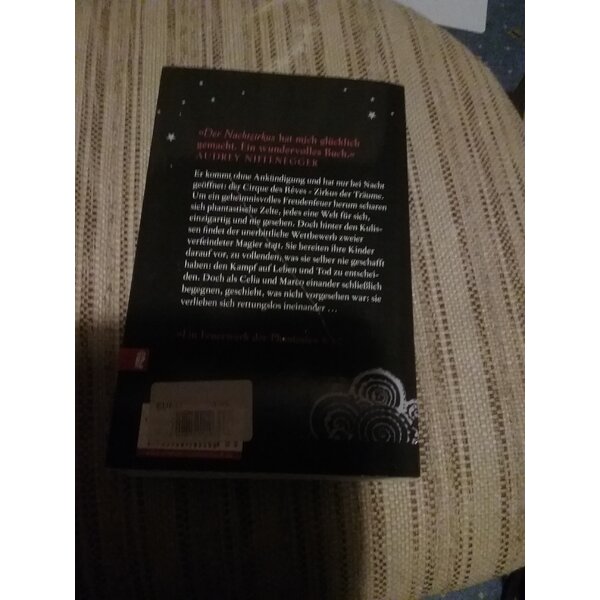 »Der Nachtzirkus hat mich glücklich
gemacht. Ein wundervolles Buch.«
AUDREY NIFFENEGGER
Er kommt ohne Ankündigung und hat nur bei Nacht
geöffnet: der Cirque des Rêves - Zirkus der Träume.
Um ein geheimnisvolles Freudenfeuer herum scharen
sich phantastische Zelte, jedes eine Welt für sich,
einzigartig und nie gesehen. Doch hinter den Kulis-
sen findet der unerbittliche Wettbewerb zweier
verfeindeter Magier statt. Sie bereiten ihre Kinder
darauf vor, zu vollenden, was sie selber nie geschafft
haben: den Kampf auf Leben und Tod zu entschei-
den. Doch als Celia und Marco einander schließlich
begegnen, geschieht, was nicht vorgesehen war: sie
verlieben sich rettungslos ineinander ...
»Ein Feuerwerk der Phantasie«